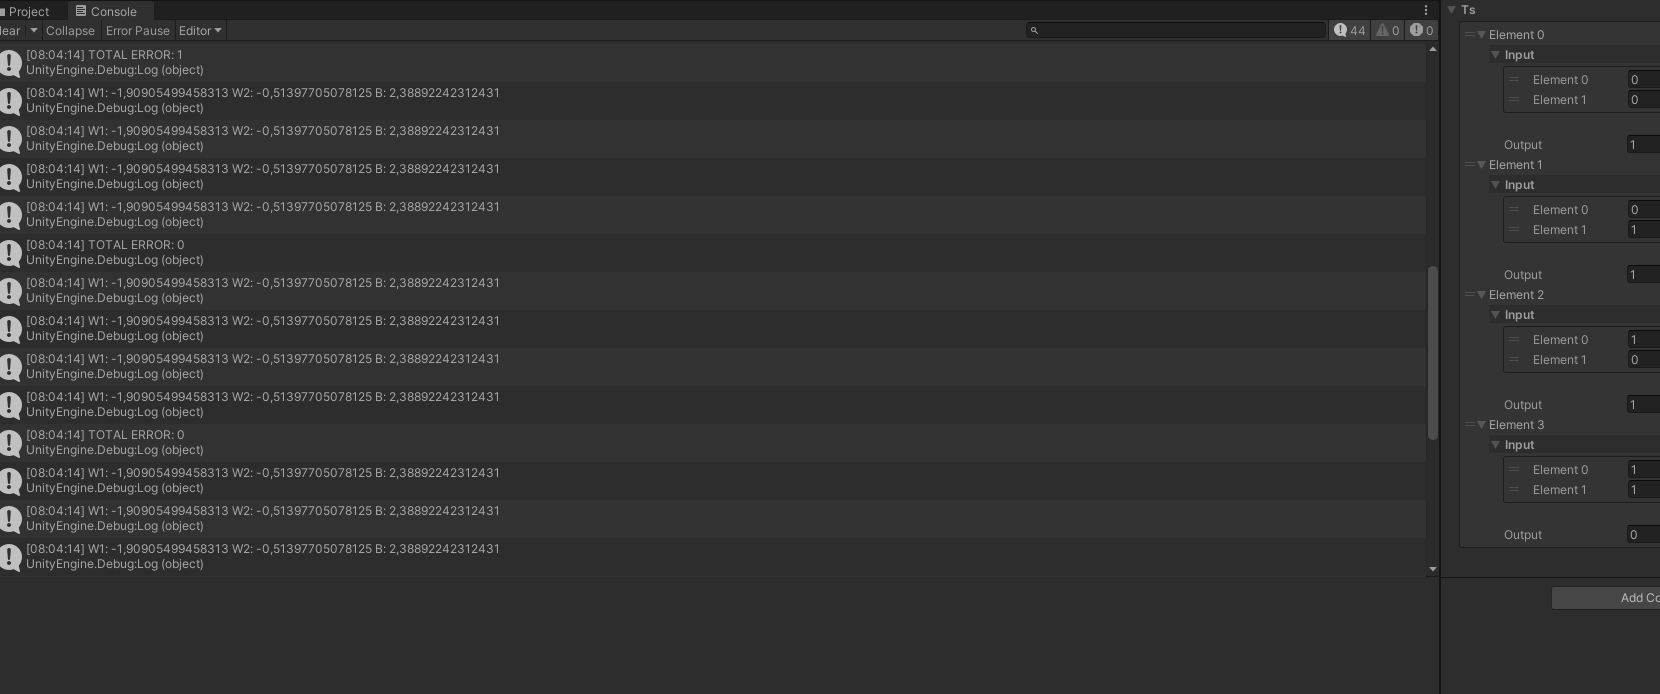 Project Console
lear Collapse Error Pause Editor 44 0 0
[08:04:14] TOTAL ERROR: 1
UnityEngine.Debug:Log (object)
[08:04:14] W1: -1,90905499458313 W2: -0,51397705078125 B: 2,38892242312431
UnityEngine.Debug:Log (object)
[08:04:14] W1: -1,90905499458313 W2: -0,51397705078125 B: 2,38892242312431
UnityEngine.Debug:Log (object)
[08:04:14] W1: -1,90905499458313 W2: -0,51397705078125 B: 2,38892242312431
UnityEngine.Debug:Log (object)
[08:04:14] W1: -1,90905499458313 W2: -0,51397705078125 B: 2,38892242312431
UnityEngine.Debug:Log (object)
[08:04:14] TOTAL ERROR: 0
UnityEngine.Debug:Log (object)
[08:04:14] W1: -1,90905499458313 W2: -0,51397705078125 B: 2,38892242312431
UnityEngine.Debug:Log (object)
[08:04:14] W1: -1,90905499458313 W2: -0,51397705078125 B: 2,38892242312431
UnityEngine.Debug:Log (object)
[08:04:14] W1: -1,90905499458313 W2: -0,51397705078125 B: 2,38892242312431
UnityEngine.Debug:Log (object)
[08:04:14] W1: -1,90905499458313 W2: -0,51397705078125 B: 2,38892242312431
UnityEngine.Debug:Log (object)
[08:04:14] TOTAL ERROR: 0
UnityEngine.Debug:Log (object)
[08:04:14] W1: -1,90905499458313 W2: -0,51397705078125 B: 2,38892242312431
UnityEngine.Debug:Log (object)
[08:04:14] W1: -1,90905499458313 W2: -0,51397705078125 B: 2,38892242312431
UnityEngine.Debug:Log (object)
[08:04:14] W1: -1,90905499458313 W2: -0,51397705078125 B: 2,38892242312431
UnityEngine.Debug:Log (object)
Ts
Element 0
Input
Element 0 0
Element 1 0
Output 1
Element 1
Input
Element 0 0
Element 1 1
Output 1
Element 2
Input
Element 0 1
Element 1 0
Output 1
Element 3
Input
Element 0 1
Element 1 1
Output 0
Add Co